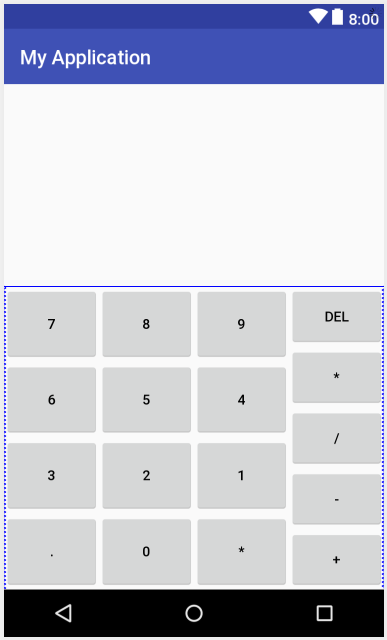 8:00
My Application
7 8 9 DEL
*
6 5 4
/
3 2 1
-
. 0 *
+